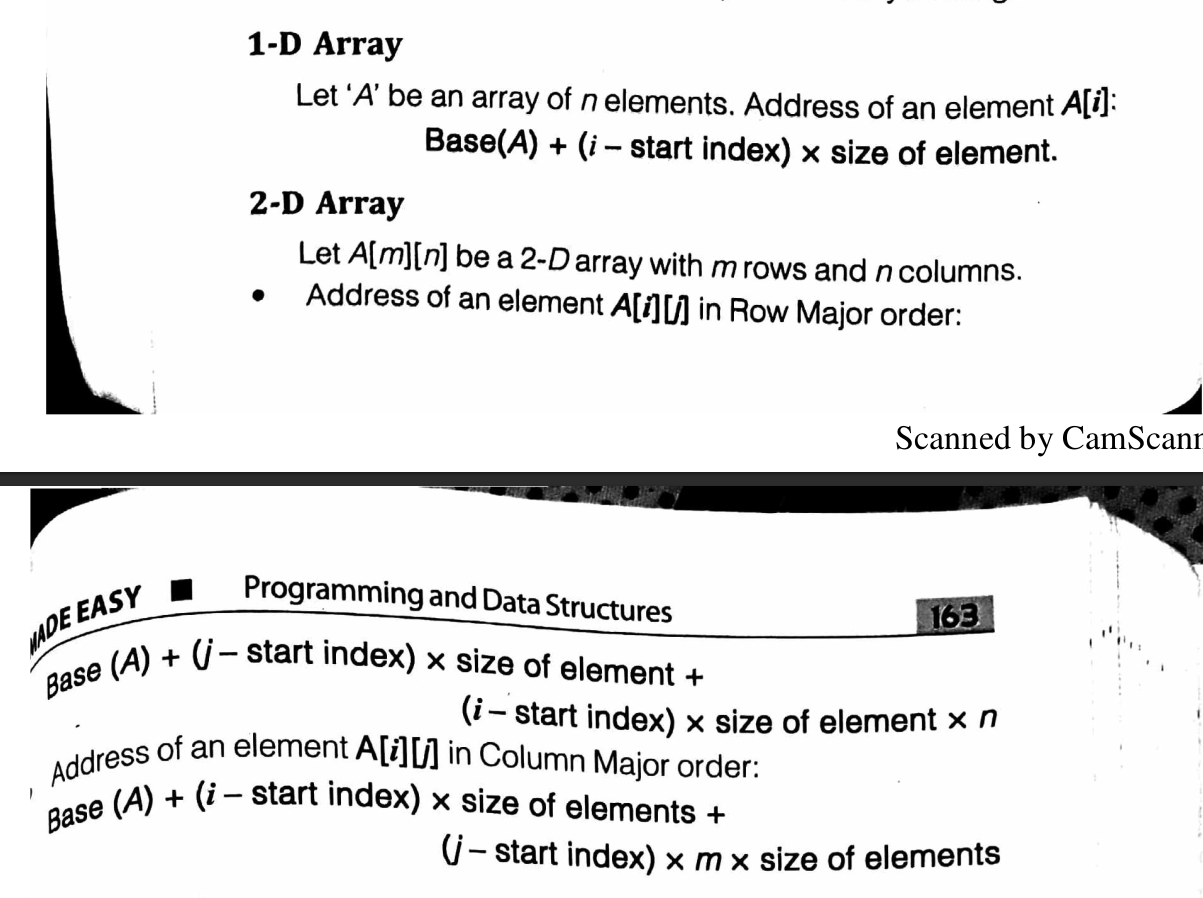 1-D Array
Let ‘A’ be an array of n elements. Address of an element A[i]:
Base(A) + (i – start index) × size of element.
2-D Array
Let A[m][n] be a 2-D array with m rows and n columns.
• Address of an element A[i][j] in Row Major order:
Scanned by CamScann
MADE EASY ■ Programming and Data Structures 163
Base (A) + (j – start index) × size of element +
(i – start index) × size of element × n
Address of an element A[i][j] in Column Major order:
Base (A) + (i – start index) × size of elements +
(j – start index) × m × size of elements